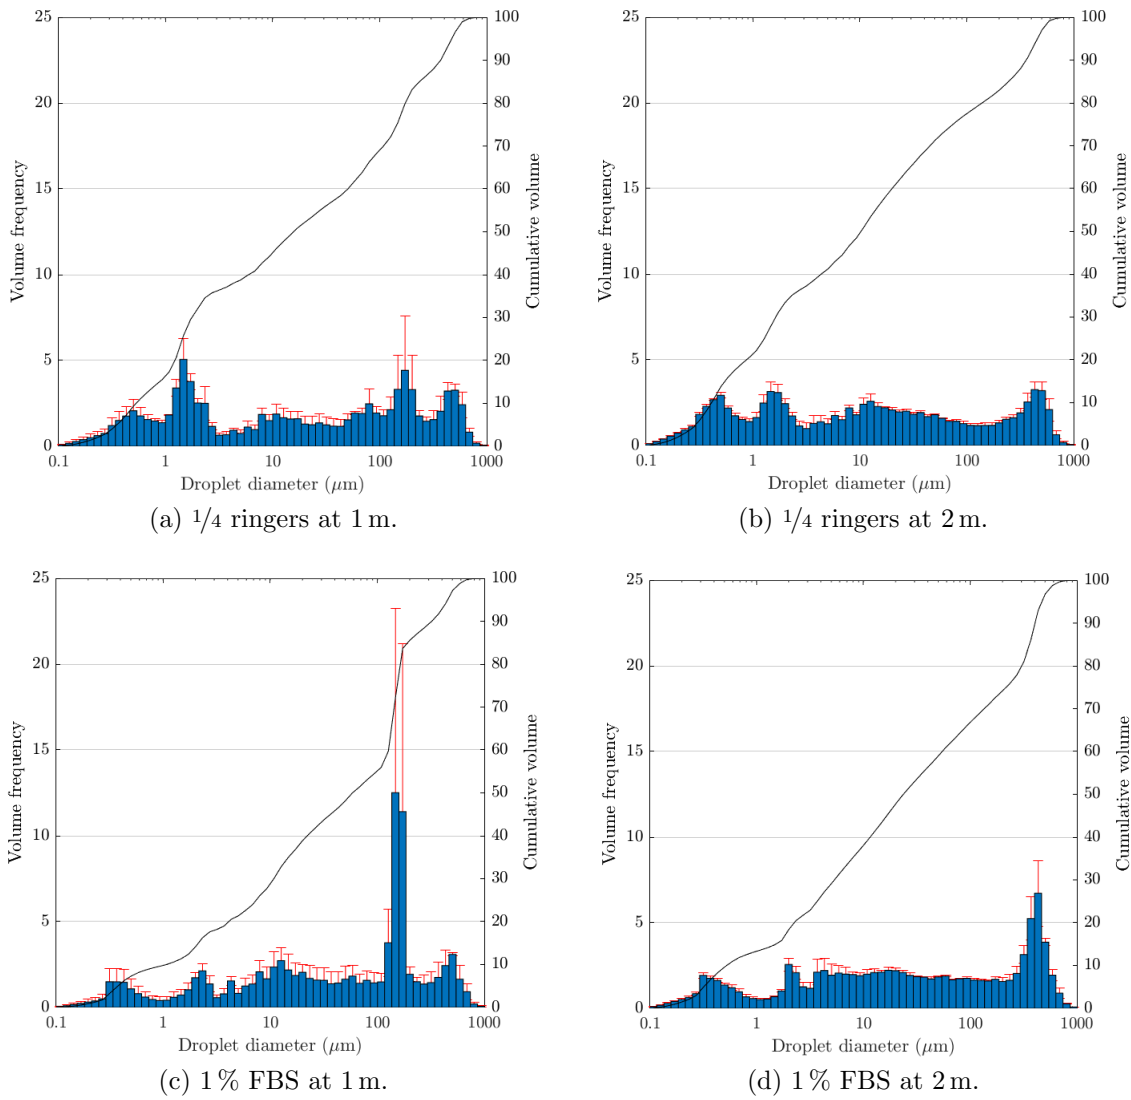 25 100
90
20 80
70
15 60
50
10 40
30
5 20
10
0 0
0.1 1 10 100 1000
Volume frequency
Cumulative volume
Droplet diameter (μm)
(a) 1/4 ringers at 1 m.
25 100
90
20 80
70
15 60
50
10 40
30
5 20
10
0 0
0.1 1 10 100 1000
Volume frequency
Cumulative volume
Droplet diameter (μm)
(b) 1/4 ringers at 2 m.
25 100
90
20 80
70
15 60
50
10 40
30
5 20
10
0 0
0.1 1 10 100 1000
Volume frequency
Cumulative volume
Droplet diameter (μm)
(c) 1 % FBS at 1 m.
25 100
90
20 80
70
15 60
50
10 40
30
5 20
10
0 0
0.1 1 10 100 1000
Volume frequency
Cumulative volume
Droplet diameter (μm)
(d) 1 % FBS at 2 m.